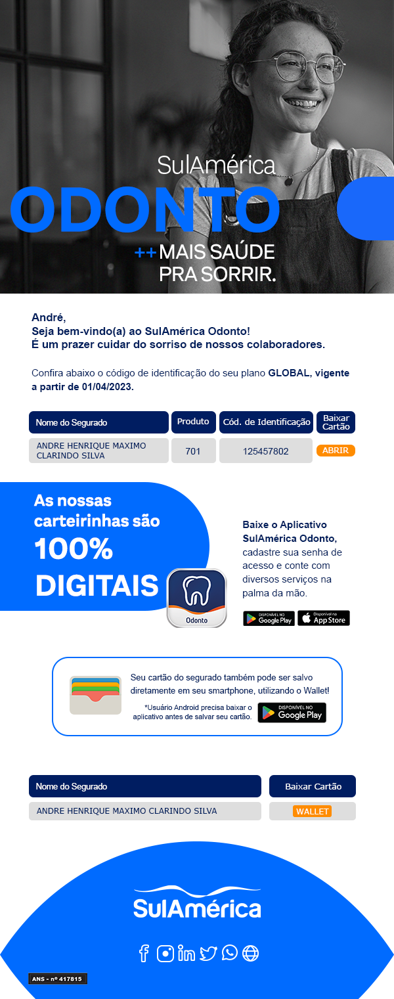 SulAmérica
ODONTO
++MAIS SAÚDE
PRA SORRIR.
André,
Seja bem-vindo(a) ao SulAmérica Odonto!
É um prazer cuidar do sorriso de nossos colaboradores.
Confira abaixo o código de identificação do seu plano GLOBAL, vigente
a partir de 01/04/2023.
Nome do Segurado Produto Cód. de Identificação Baixar
Cartão
ANDRE HENRIQUE MAXIMO
CLARINDO SILVA 701 125457802 ABRIR
As nossas
carteirinhas são
100%
DIGITAIS
Odonto
Baixe o Aplicativo
SulAmérica Odonto,
cadastre sua senha de
acesso e conte com
diversos serviços na
palma da mão.
DISPONÍVEL NO
Google Play
Disponível na
App Store
Seu cartão do segurado também pode ser salvo
diretamente em seu smartphone, utilizando o Wallet!
*Usuário Android precisa baixar o
aplicativo antes de salvar seu cartão.
DISPONÍVEL NO
Google Play
Nome do Segurado Baixar Cartão
ANDRE HENRIQUE MAXIMO CLARINDO SILVA WALLET
SulAmérica
ANS - nº 417815